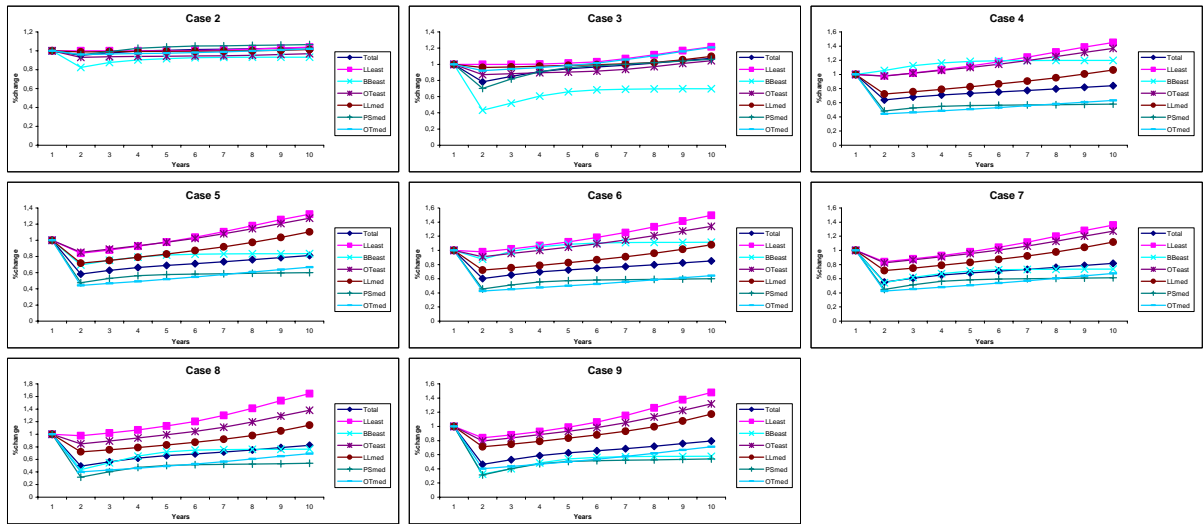 Case 2
1,2
1
0,8
0,6
0,4
0,2
0
%change
1 2 3 4 5 6 7 8 9 10
Years
Total
LLeast
BBeast
OTeast
LLmed
PSmed
OTmed
Case 3
1,4
1,2
1
0,8
0,6
0,4
0,2
0
%change
1 2 3 4 5 6 7 8 9 10
Years
Total
LLeast
BBeast
OTeast
LLmed
PSmed
OTmed
Case 4
1,6
1,4
1,2
1
0,8
0,6
0,4
0,2
0
%change
1 2 3 4 5 6 7 8 9 10
Years
Total
LLeast
BBeast
OTeast
LLmed
PSmed
OTmed
Case 5
1,4
1,2
1
0,8
0,6
0,4
0,2
0
%change
1 2 3 4 5 6 7 8 9 10
Years
Total
LLeast
BBeast
OTeast
LLmed
PSmed
OTmed
Case 6
1,6
1,4
1,2
1
0,8
0,6
0,4
0,2
0
%change
1 2 3 4 5 6 7 8 9 10
Years
Total
LLeast
BBeast
OTeast
LLmed
PSmed
OTmed
Case 7
1,6
1,4
1,2
1
0,8
0,6
0,4
0,2
0
%change
1 2 3 4 5 6 7 8 9 10
Years
Total
LLeast
BBeast
OTeast
LLmed
PSmed
OTmed
Case 8
1,8
1,6
1,4
1,2
1
0,8
0,6
0,4
0,2
0
%change
1 2 3 4 5 6 7 8 9 10
Years
Total
LLeast
BBeast
OTeast
LLmed
PSmed
OTmed
Case 9
1,6
1,4
1,2
1
0,8
0,6
0,4
0,2
0
%change
1 2 3 4 5 6 7 8 9 10
Years
Total
LLeast
BBeast
OTeast
LLmed
PSmed
OTmed